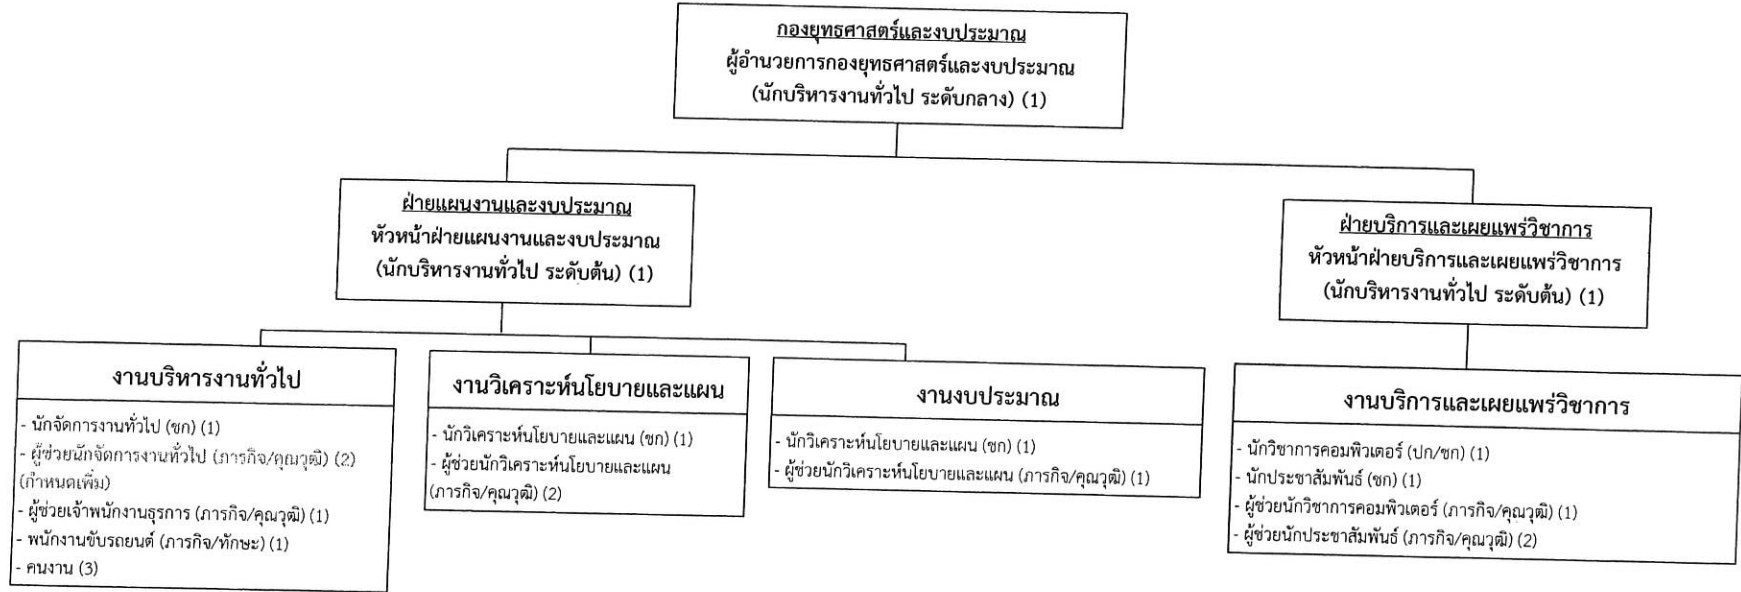 กองยุทธศาสตร์และงบประมาณ
ผู้อำนวยการกองยุทธศาสตร์และงบประมาณ
(นักบริหารงานทั่วไป ระดับกลาง) (1)
ฝ่ายแผนงานและงบประมาณ
หัวหน้าฝ่ายแผนงานและงบประมาณ
(นักบริหารงานทั่วไป ระดับต้น) (1)
ฝ่ายบริการและเผยแพร่วิชาการ
หัวหน้าฝ่ายบริการและเผยแพร่วิชาการ
(นักบริหารงานทั่วไป ระดับต้น) (1)
งานบริหารงานทั่วไป
- นักจัดการงานทั่วไป (ชก) (1)
- ผู้ช่วยนักจัดการงานทั่วไป (ภารกิจ/คุณวุฒิ) (2)
(กำหนดเพิ่ม)
- ผู้ช่วยเจ้าพนักงานธุรการ (ภารกิจ/คุณวุฒิ) (1)
- พนักงานขับรถยนต์ (ภารกิจ/ทักษะ) (1)
- คนงาน (3)
งานวิเคราะห์นโยบายและแผน
- นักวิเคราะห์นโยบายและแผน (ชก) (1)
- ผู้ช่วยนักวิเคราะห์นโยบายและแผน
(ภารกิจ/คุณวุฒิ) (2)
งานงบประมาณ
- นักวิเคราะห์นโยบายและแผน (ชก) (1)
- ผู้ช่วยนักวิเคราะห์นโยบายและแผน (ภารกิจ/คุณวุฒิ) (1)
งานบริการและเผยแพร่วิชาการ
- นักวิชาการคอมพิวเตอร์ (ปก/ชก) (1)
- นักประชาสัมพันธ์ (ชก) (1)
- ผู้ช่วยนักวิชาการคอมพิวเตอร์ (ภารกิจ/คุณวุฒิ) (1)
- ผู้ช่วยนักประชาสัมพันธ์ (ภารกิจ/คุณวุฒิ) (2)